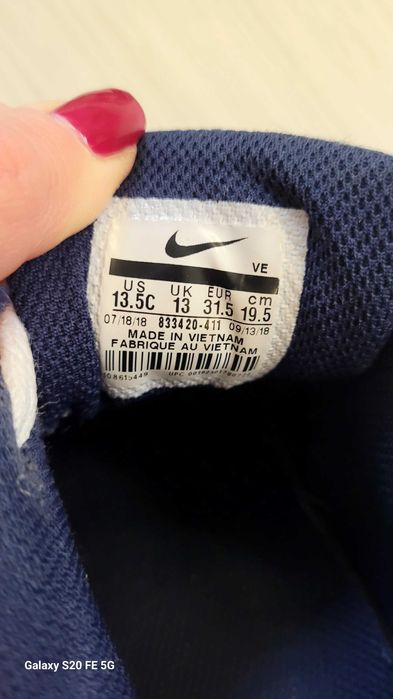 VE
US UK EUR cm
13.5C 13 31.5 19.5
07/18/18 833420-411 09/13/18
MADE IN VIETNAM
FABRIQUE AU VIETNAM
UPC
Galaxy S20 FE 5G